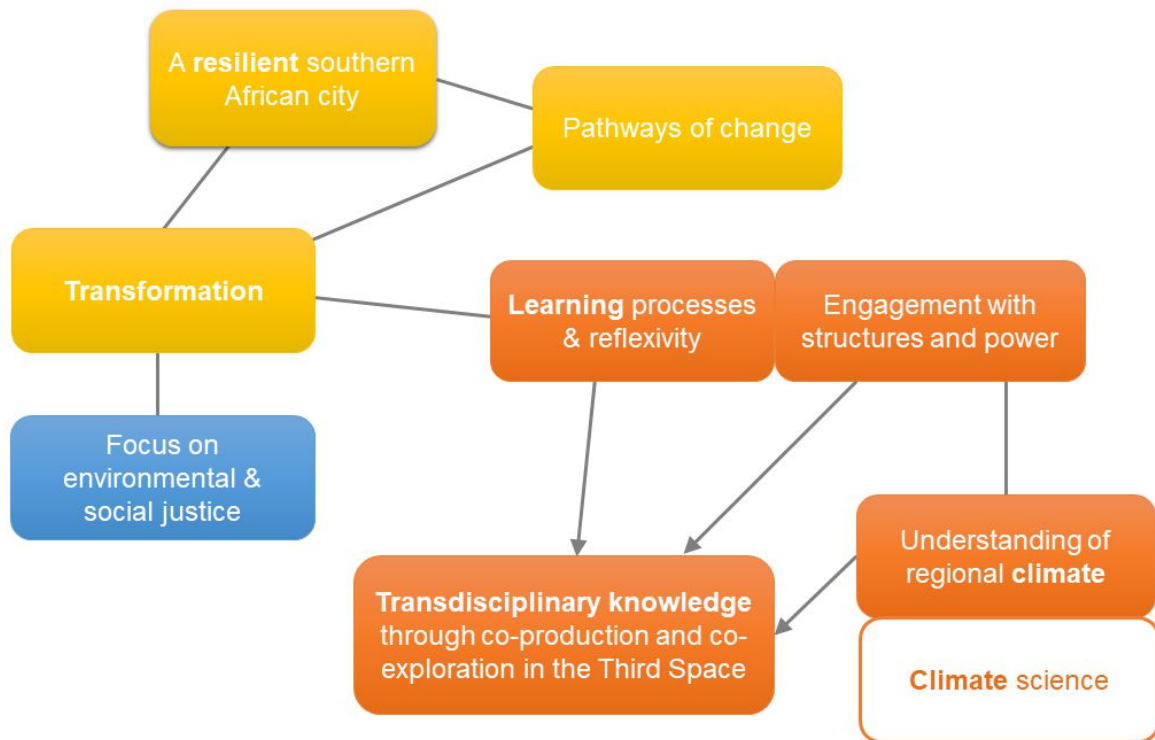 A resilient southern
African city
Pathways of change
Transformation
Learning processes
& reflexivity
Engagement with
structures and power
Focus on
environmental &
social justice
Understanding of
regional climate
Transdisciplinary knowledge
through co-production and co-
exploration in the Third Space
Climate science